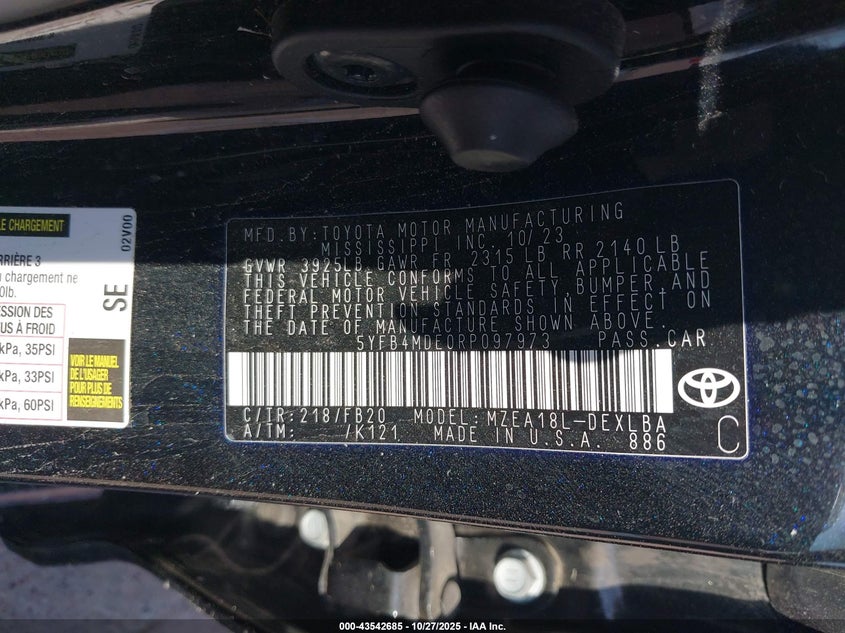 LE CHARGEMENT
RRIÈRE 3
chargement ne
0lb.
ESSION DES
US À FROID
kPa, 35PSI
kPa, 33PSI
kPa, 60PSI
VOIR LE MANUEL
DE L'USAGER
POUR PLUS DE
RENSEIGNEMENTS
02V00
SE
MFD. BY: TOYOTA MOTOR MANUFACTURING
MISSISSIPPI INC. 10/23
GVWR 3925LB GAWR FR 2315 LB RR 2140 LB
THIS VEHICLE CONFORMS TO ALL APPLICABLE
FEDERAL MOTOR VEHICLE SAFETY, BUMPER, AND
THEFT PREVENTION STANDARDS IN EFFECT ON
THE DATE OF MANUFACTURE SHOWN ABOVE.
5YFB4MDE0RP097973 PASS. CAR
C/TR: 218/FB20 MODEL: MZEA18L-DEXLBA
A/TM: /K121 MADE IN U.S.A. 886
C
000-43542685 - 10/27/2025 - IAA Inc.